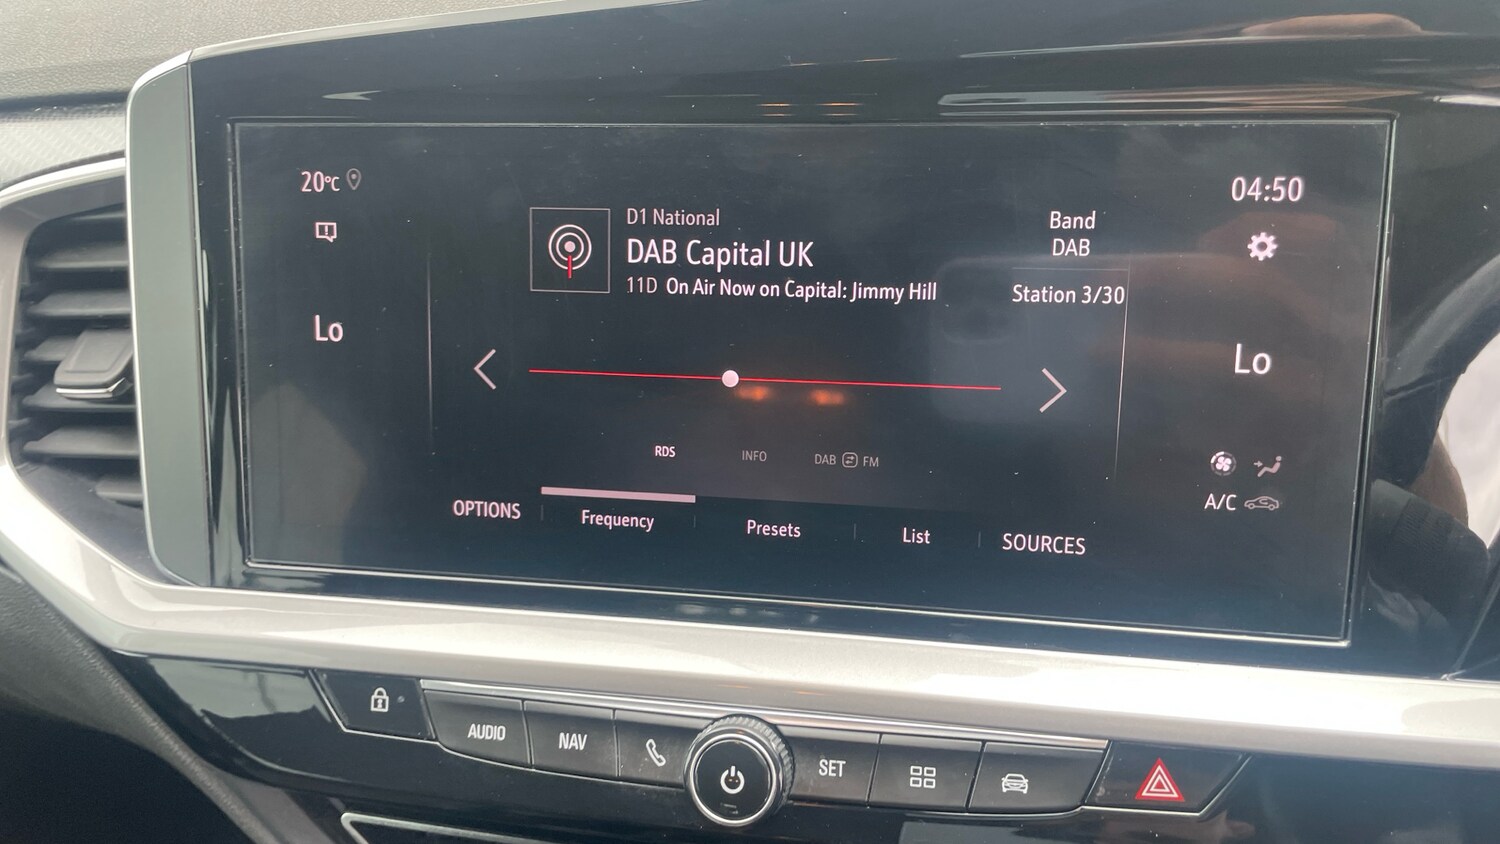 20°C
04:50
D1 National
DAB Capital UK
11D On Air Now on Capital: Jimmy Hill
Band
DAB
Station 3/30
Lo
Lo
RDS
INFO
DAB FM
A/C
OPTIONS
Frequency
Presets
List
SOURCES
AUDIO
NAV
SET